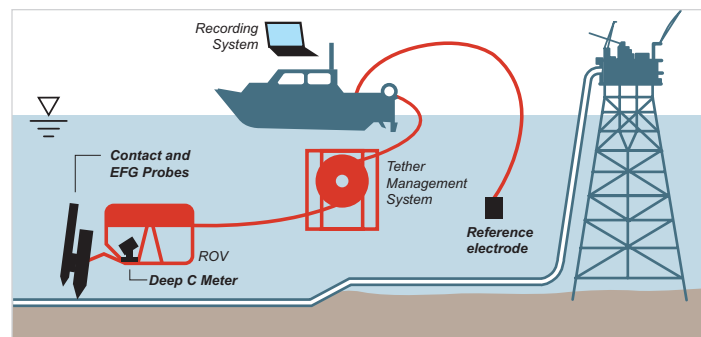 Recording
System
Contact and
EFG Probes
Tether
Management
System
ROV
Reference
electrode
Deep C Meter